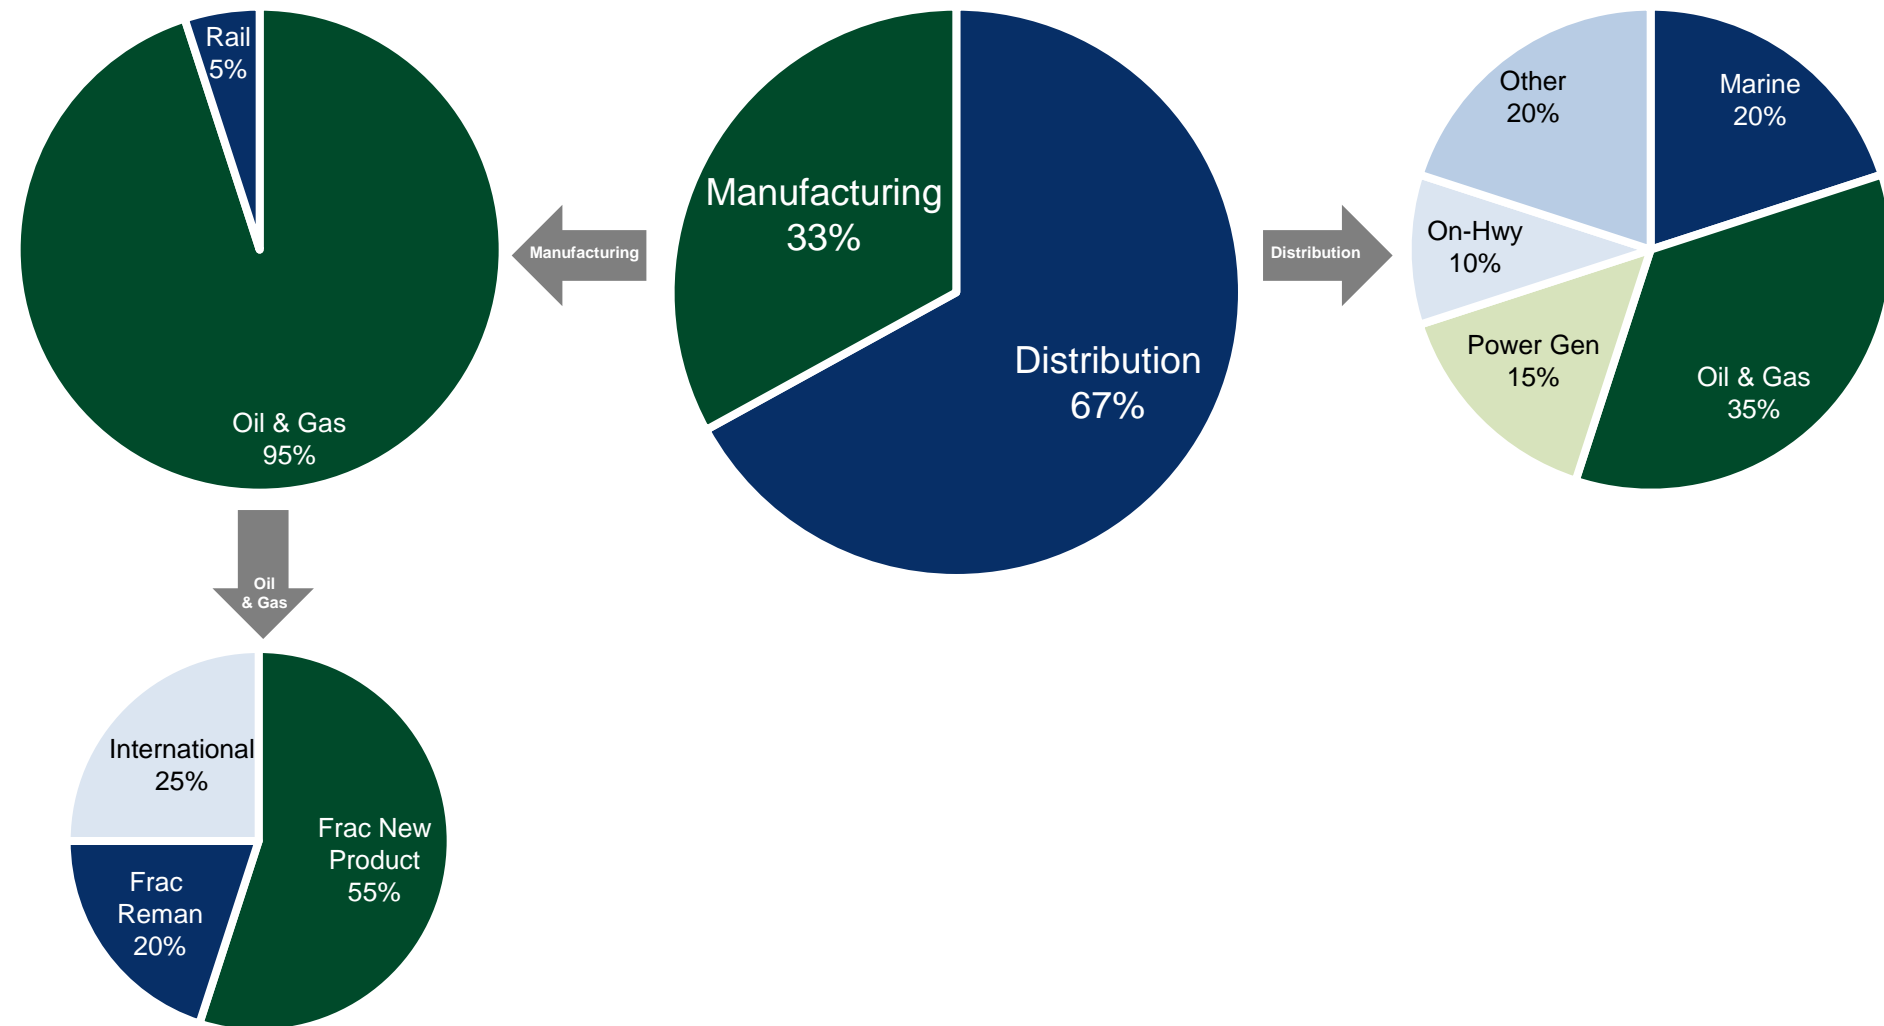 Rail
5%
Oil & Gas
95%
Manufacturing
Manufacturing
33%
Distribution
67%
Distribution
Other
20%
Marine
20%
On-Hwy
10%
Power Gen
15%
Oil & Gas
35%
Oil
& Gas
International
25%
Frac New
Product
55%
Frac
Reman
20%